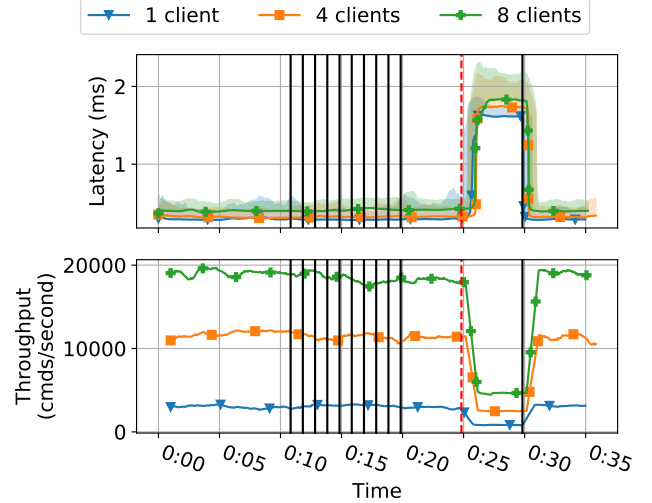 1 client 4 clients 8 clients
Latency (ms)
2
1
Throughput
(cmds/second)
20000
10000
0
0:00 0:05 0:10 0:15 0:20 0:25 0:30 0:35
Time